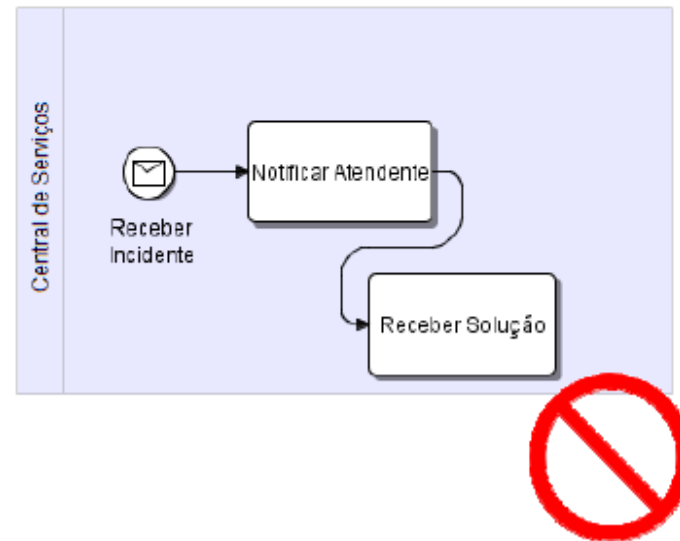 Central de Serviços
Notificar Atendente
Receber
Incidente
Receber Solução